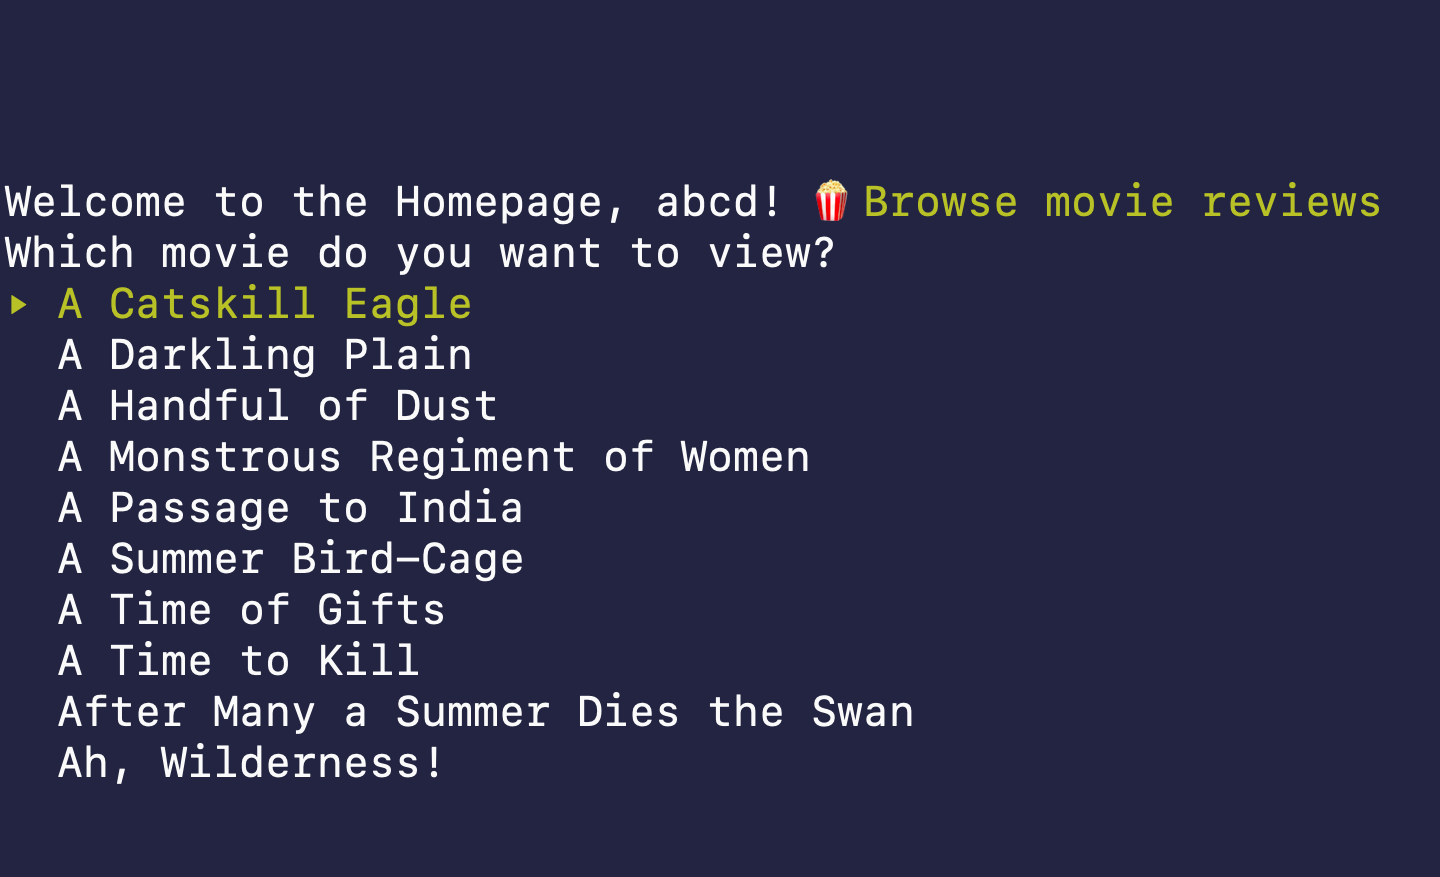 Welcome to the Homepage, abcd! 🍿 Browse movie reviews
Which movie do you want to view?
‣ A Catskill Eagle
A Darkling Plain
A Handful of Dust
A Monstrous Regiment of Women
A Passage to India
A Summer Bird-Cage
A Time of Gifts
A Time to Kill
After Many a Summer Dies the Swan
Ah, Wilderness!